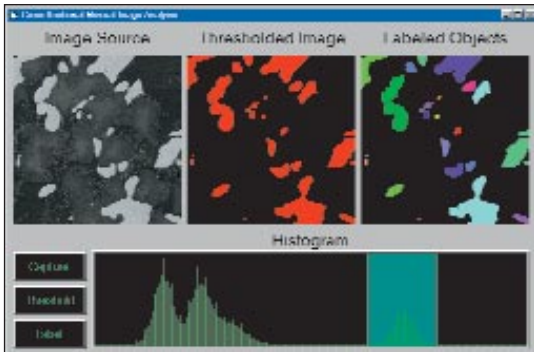 Image Source Thresholded Image Labeled Objects
Histogram
Capture
Threshold
Label